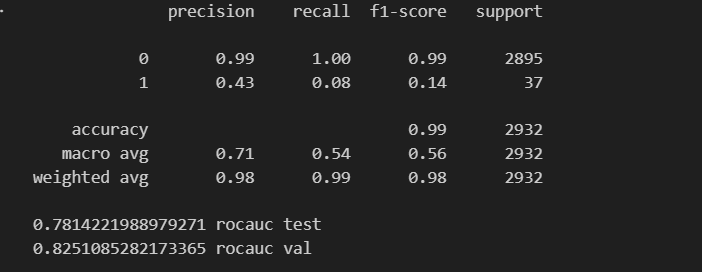 precision recall f1-score support
0 0.99 1.00 0.99 2895
1 0.43 0.08 0.14 37
accuracy 0.99 2932
macro avg 0.71 0.54 0.56 2932
weighted avg 0.98 0.99 0.98 2932
0.7814221988979271 rocauc test
0.8251085282173365 rocauc val